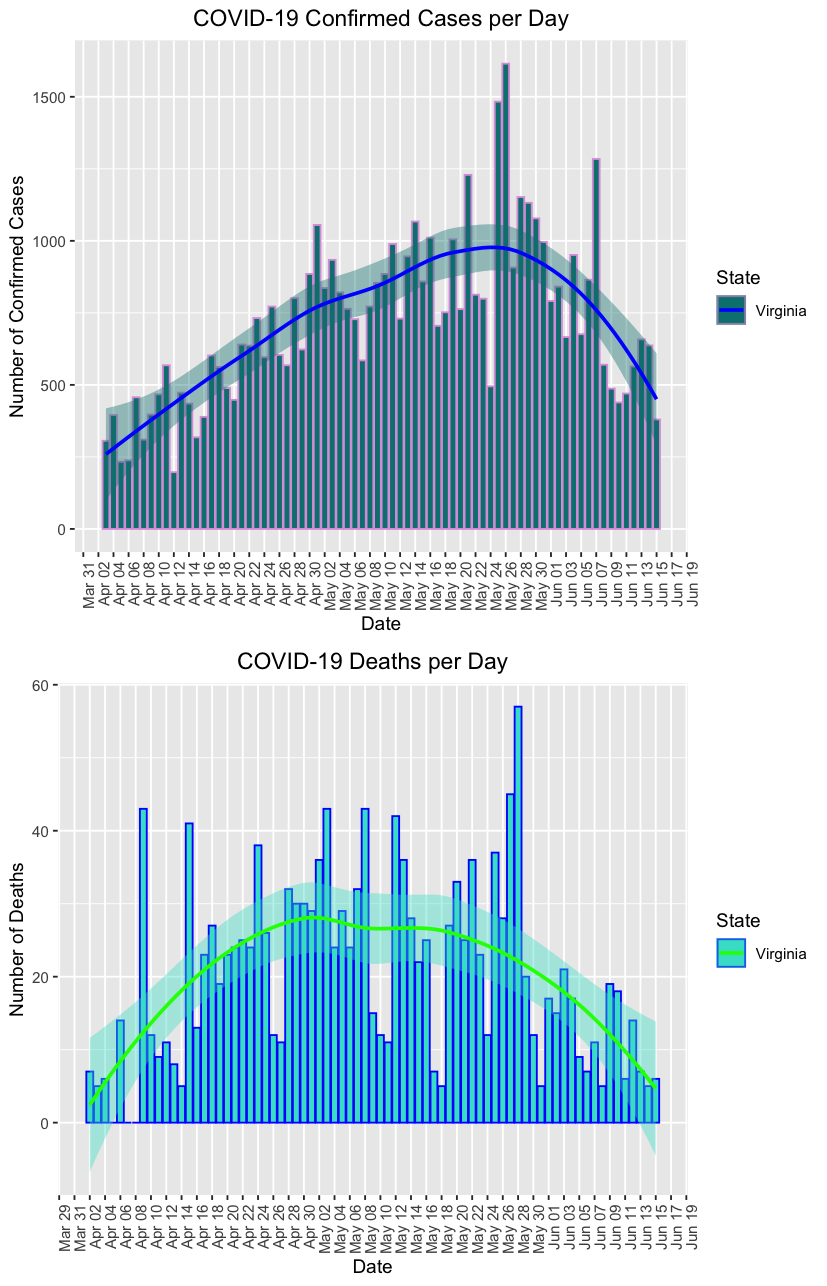 COVID-19 Confirmed Cases per Day
Number of Confirmed Cases
1500
1000
500
0
Mar 31
Apr 02
Apr 04
Apr 06
Apr 08
Apr 10
Apr 12
Apr 14
Apr 16
Apr 18
Apr 20
Apr 22
Apr 24
Apr 26
Apr 28
Apr 30
May 02
May 04
May 06
May 08
May 10
May 12
May 14
May 16
May 18
May 20
May 22
May 24
May 26
May 28
May 30
Jun 01
Jun 03
Jun 05
Jun 07
Jun 09
Jun 11
Jun 13
Jun 15
Jun 17
Jun 19
Date
State
Virginia
COVID-19 Deaths per Day
Number of Deaths
60
40
20
0
Mar 29
Mar 31
Apr 02
Apr 04
Apr 06
Apr 08
Apr 10
Apr 12
Apr 14
Apr 16
Apr 18
Apr 20
Apr 22
Apr 24
Apr 26
Apr 28
Apr 30
May 02
May 04
May 06
May 08
May 10
May 12
May 14
May 16
May 18
May 20
May 22
May 24
May 26
May 28
May 30
Jun 01
Jun 03
Jun 05
Jun 07
Jun 09
Jun 11
Jun 13
Jun 15
Jun 17
Jun 19
Date
State
Virginia